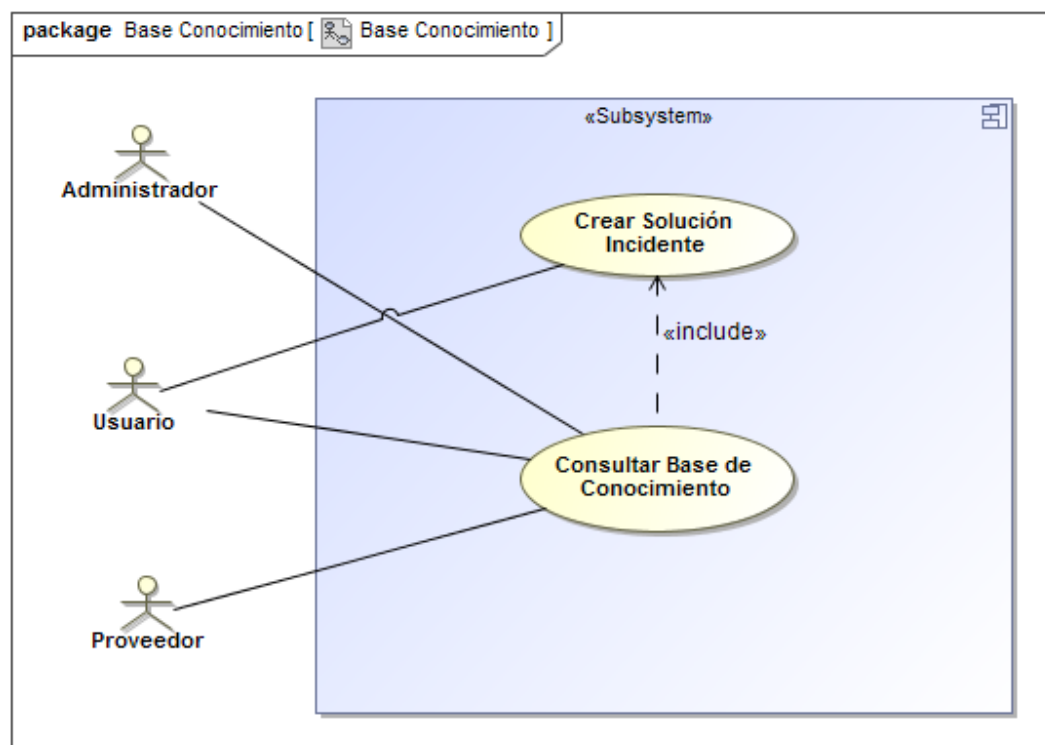 package Base Conocimiento [ Base Conocimiento ]
«Subsystem»
Administrador
Crear Solución
Incidente
«include»
Usuario
Consultar Base de
Conocimiento
Proveedor